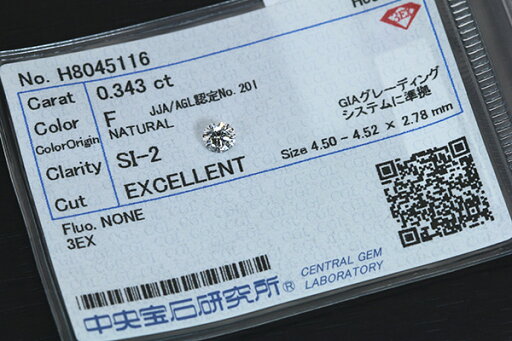 No. H8045116
3EX
Carat 0.343 ct
Color F JJA/AGL認定No. 201
ColorOrigin NATURAL
GIAグレーディング
システムに準拠
Clarity SI-2
Size 4.50 - 4.52 × 2.78 mm
Cut EXCELLENT
Fluo. NONE
3EX
中央宝石研究所® CENTRAL GEM
LABORATORY